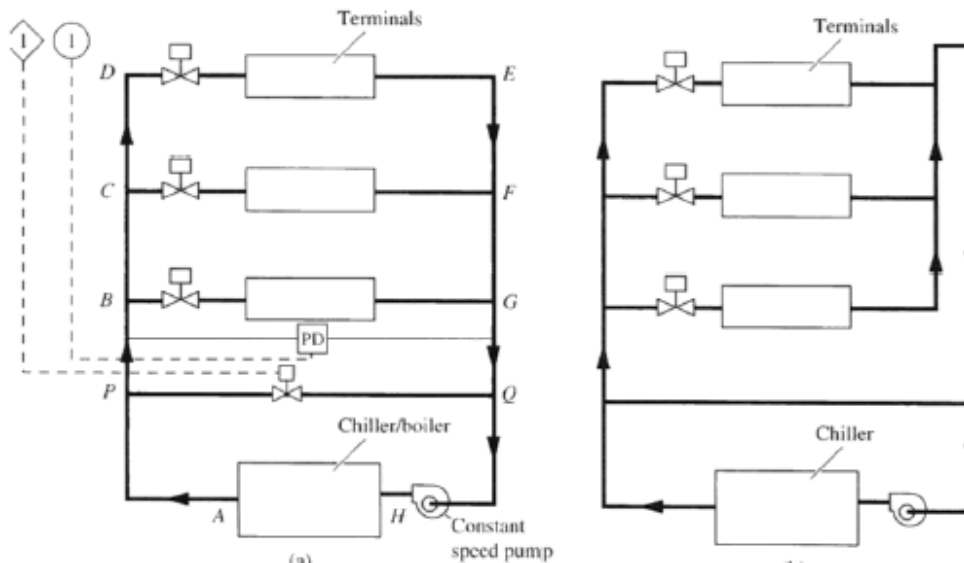 1
1
Terminals
D
E
C
F
B
G
PD
P
Q
Chiller/boiler
A
H
Constant
speed pump
(a)
Terminals
Chiller